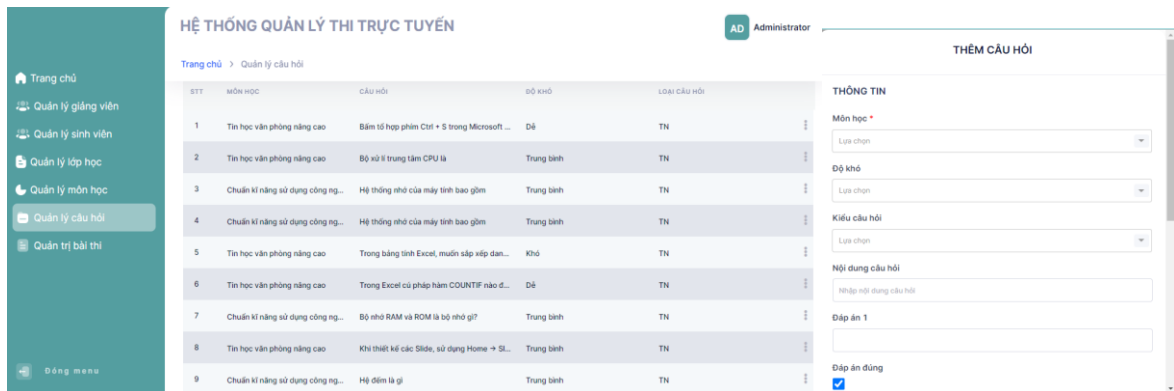 HỆ THỐNG QUẢN LÝ THI TRỰC TUYẾN
AD Administrator
Trang chủ > Quản lý câu hỏi
Trang chủ
Quản lý giảng viên
Quản lý sinh viên
Quản lý lớp học
Quản lý môn học
Quản lý câu hỏi
Quản trị bài thi
Đóng menu
STT MÔN HỌC CÂU HỎI ĐỘ KHÓ LOẠI CÂU HỎI
1 Tin học văn phòng nâng cao Bấm tổ hợp phím Ctrl + S trong Microsoft ... Dễ TN
2 Tin học văn phòng nâng cao Bộ xử lí trung tâm CPU là Trung bình TN
3 Chuẩn kĩ năng sử dụng công ng... Hệ thống nhớ của máy tính bao gồm Trung bình TN
4 Chuẩn kĩ năng sử dụng công ng... Hệ thống nhớ của máy tính bao gồm Trung bình TN
5 Tin học văn phòng nâng cao Trong bảng tính Excel, muốn sắp xếp dan... Khó TN
6 Tin học văn phòng nâng cao Trong Excel cú pháp hàm COUNTIF nào đ... Dễ TN
7 Chuẩn kĩ năng sử dụng công ng... Bộ nhớ RAM và ROM là bộ nhớ gì? Trung bình TN
8 Tin học văn phòng nâng cao Khi thiết kế các Slide, sử dụng Home → Sl... Trung bình TN
9 Chuẩn kĩ năng sử dụng công ng... Hệ đếm là gì Trung bình TN
THÊM CÂU HỎI
THÔNG TIN
Môn học *
Lựa chọn
Độ khó
Lựa chọn
Kiểu câu hỏi
Lựa chọn
Nội dung câu hỏi
Nhập nội dung câu hỏi
Đáp án 1
Đáp án đúng